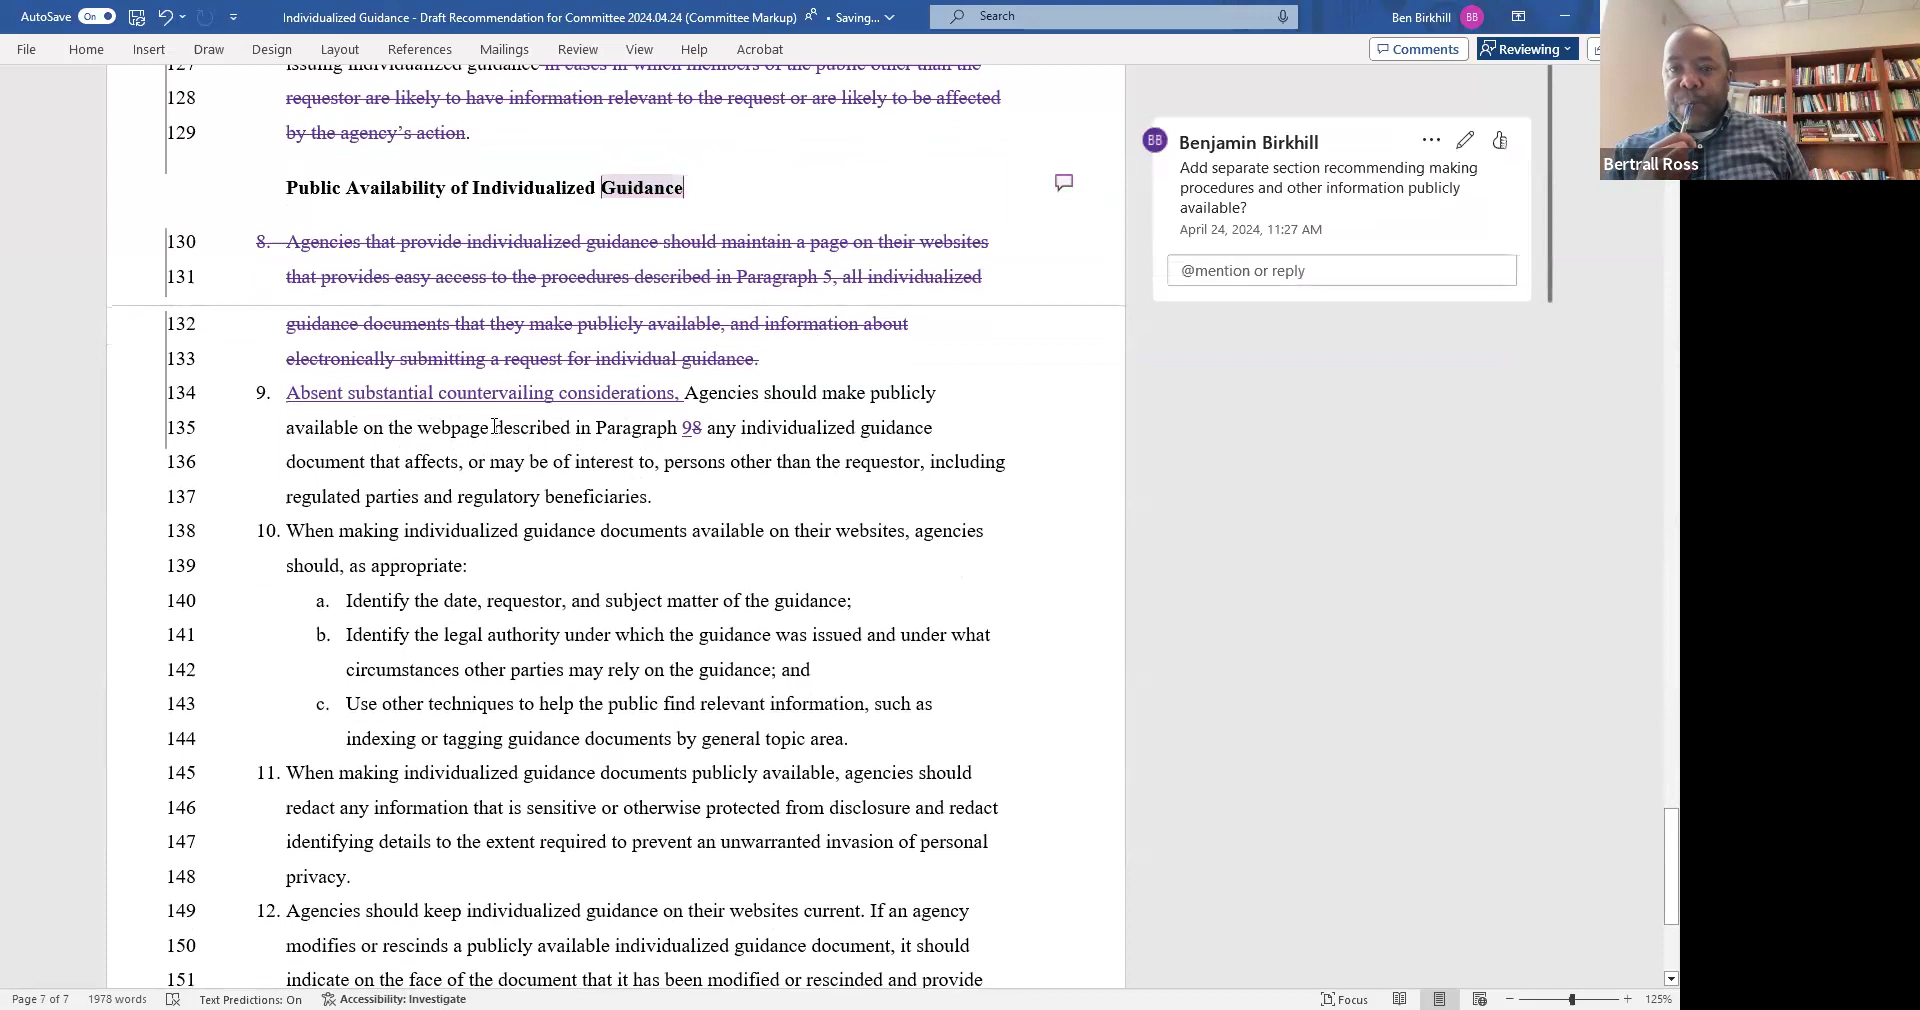 AutoSave On Individualized Guidance - Draft Recommendation for Committee 2024.04.24 (Committee Markup) • Saving... Search Ben Birkhill BB
File Home Insert Draw Design Layout References Mailings Review View Help Acrobat Comments Reviewing
127 issuing individualized guidance in cases in which members of the public other than the
128 requestor are likely to have information relevant to the request or are likely to be affected
129 by the agency's action.
Public Availability of Individualized Guidance
130 8. Agencies that provide individualized guidance should maintain a page on their websites
131 that provides easy access to the procedures described in Paragraph 5, all individualized
132 guidance documents that they make publicly available, and information about
133 electronically submitting a request for individual guidance.
134 9. Absent substantial countervailing considerations, Agencies should make publicly
135 available on the webpage described in Paragraph 98 any individualized guidance
136 document that affects, or may be of interest to, persons other than the requestor, including
137 regulated parties and regulatory beneficiaries.
138 10. When making individualized guidance documents available on their websites, agencies
139 should, as appropriate:
140 a. Identify the date, requestor, and subject matter of the guidance;
141 b. Identify the legal authority under which the guidance was issued and under what
142 circumstances other parties may rely on the guidance; and
143 c. Use other techniques to help the public find relevant information, such as
144 indexing or tagging guidance documents by general topic area.
145 11. When making individualized guidance documents publicly available, agencies should
146 redact any information that is sensitive or otherwise protected from disclosure and redact
147 identifying details to the extent required to prevent an unwarranted invasion of personal
148 privacy.
149 12. Agencies should keep individualized guidance on their websites current. If an agency
150 modifies or rescinds a publicly available individualized guidance document, it should
151 indicate on the face of the document that it has been modified or rescinded and provide
BB Benjamin Birkhill
Add separate section recommending making
procedures and other information publicly
available?
April 24, 2024, 11:27 AM
@mention or reply
Bertrall Ross
Page 7 of 7 1978 words Text Predictions: On Accessibility: Investigate Focus 125%